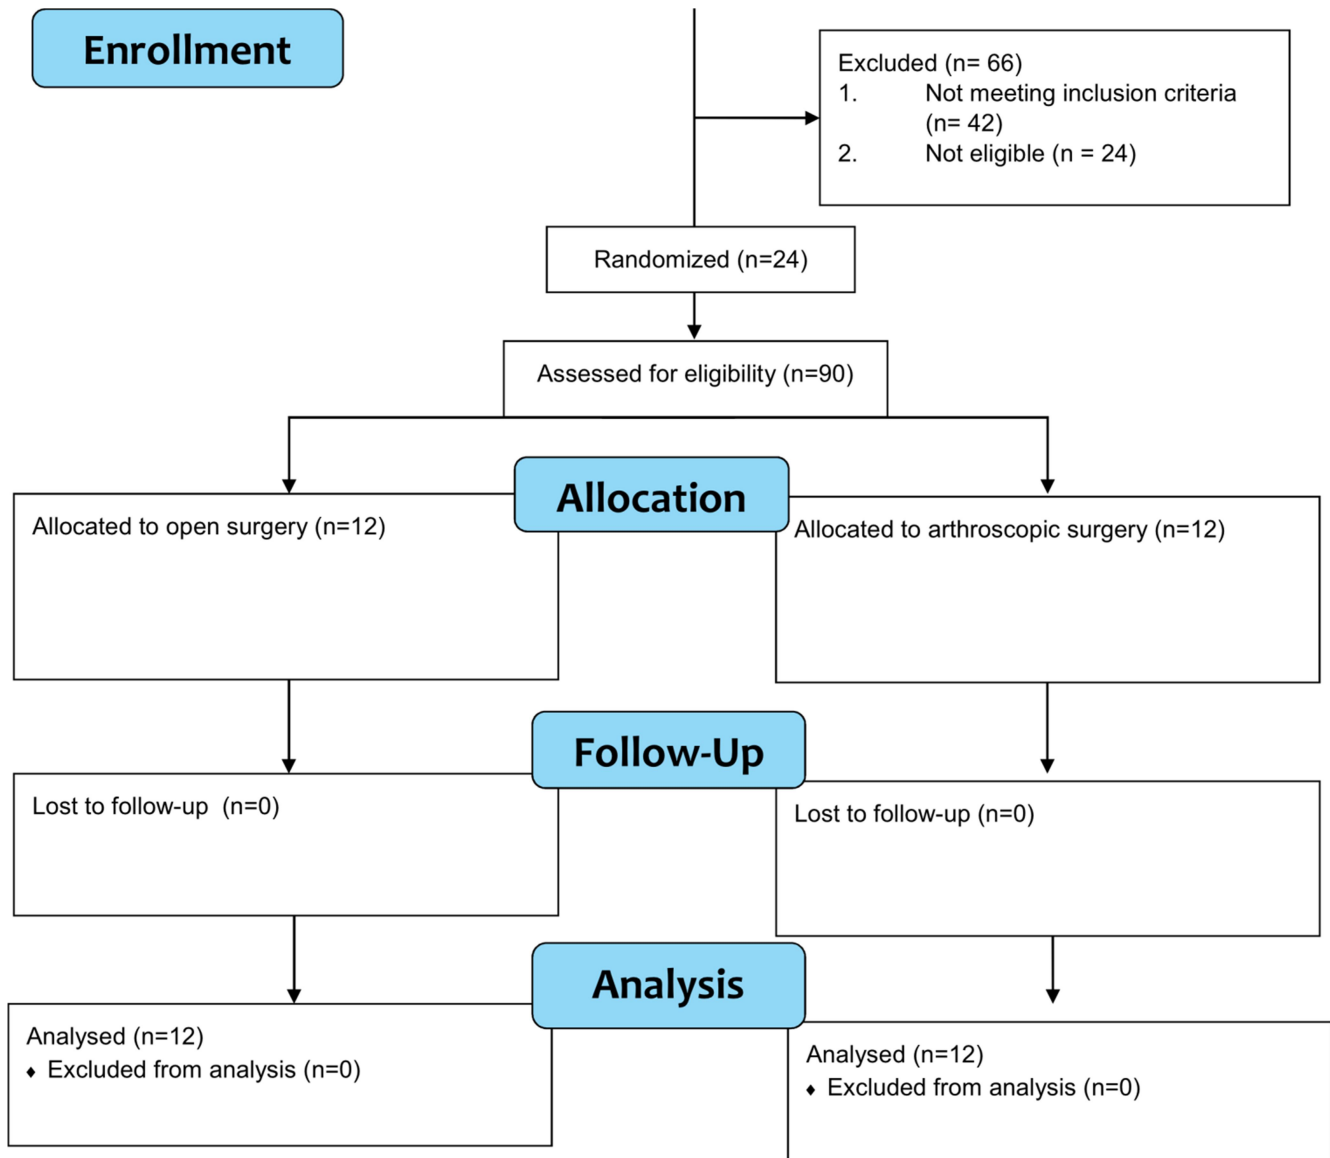 Enrollment
Excluded (n= 66)
1. Not meeting inclusion criteria
(n= 42)
2. Not eligible (n = 24)
Randomized (n=24)
Assessed for eligibility (n=90)
Allocation
Allocated to open surgery (n=12)
Allocated to arthroscopic surgery (n=12)
Follow-Up
Lost to follow-up  (n=0)
Lost to follow-up (n=0)
Analysis
Analysed (n=12)
♦ Excluded from analysis (n=0)
Analysed (n=12)
♦ Excluded from analysis (n=0)